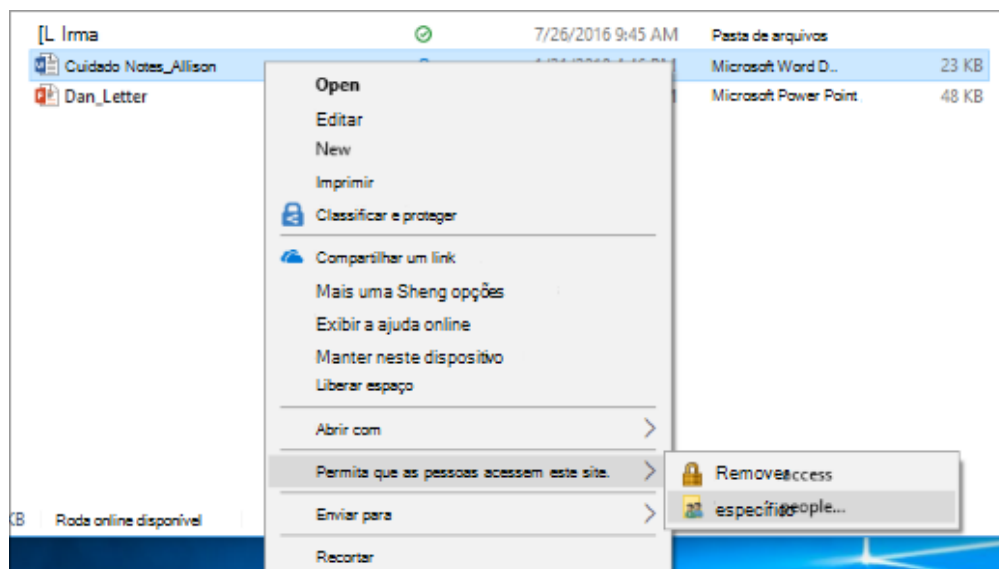 [L Irma 7/26/2016 9:45 AM Pasta de arquivos
Cuidado Notes_Allison Microsoft Word D.. 23 KB
Dan_Letter Microsoft Power Point 48 KB
Open
Editar
New
Imprimir
Classificar e proteger
Compartilhar um link
Mais uma Sheng opções
Exibir a ajuda online
Manter neste dispositivo
Liberar espaço
Abrir com
Permita que as pessoas acessem este site.
Remover access
específico people...
KB Roda online disponível
Enviar para
Recortar